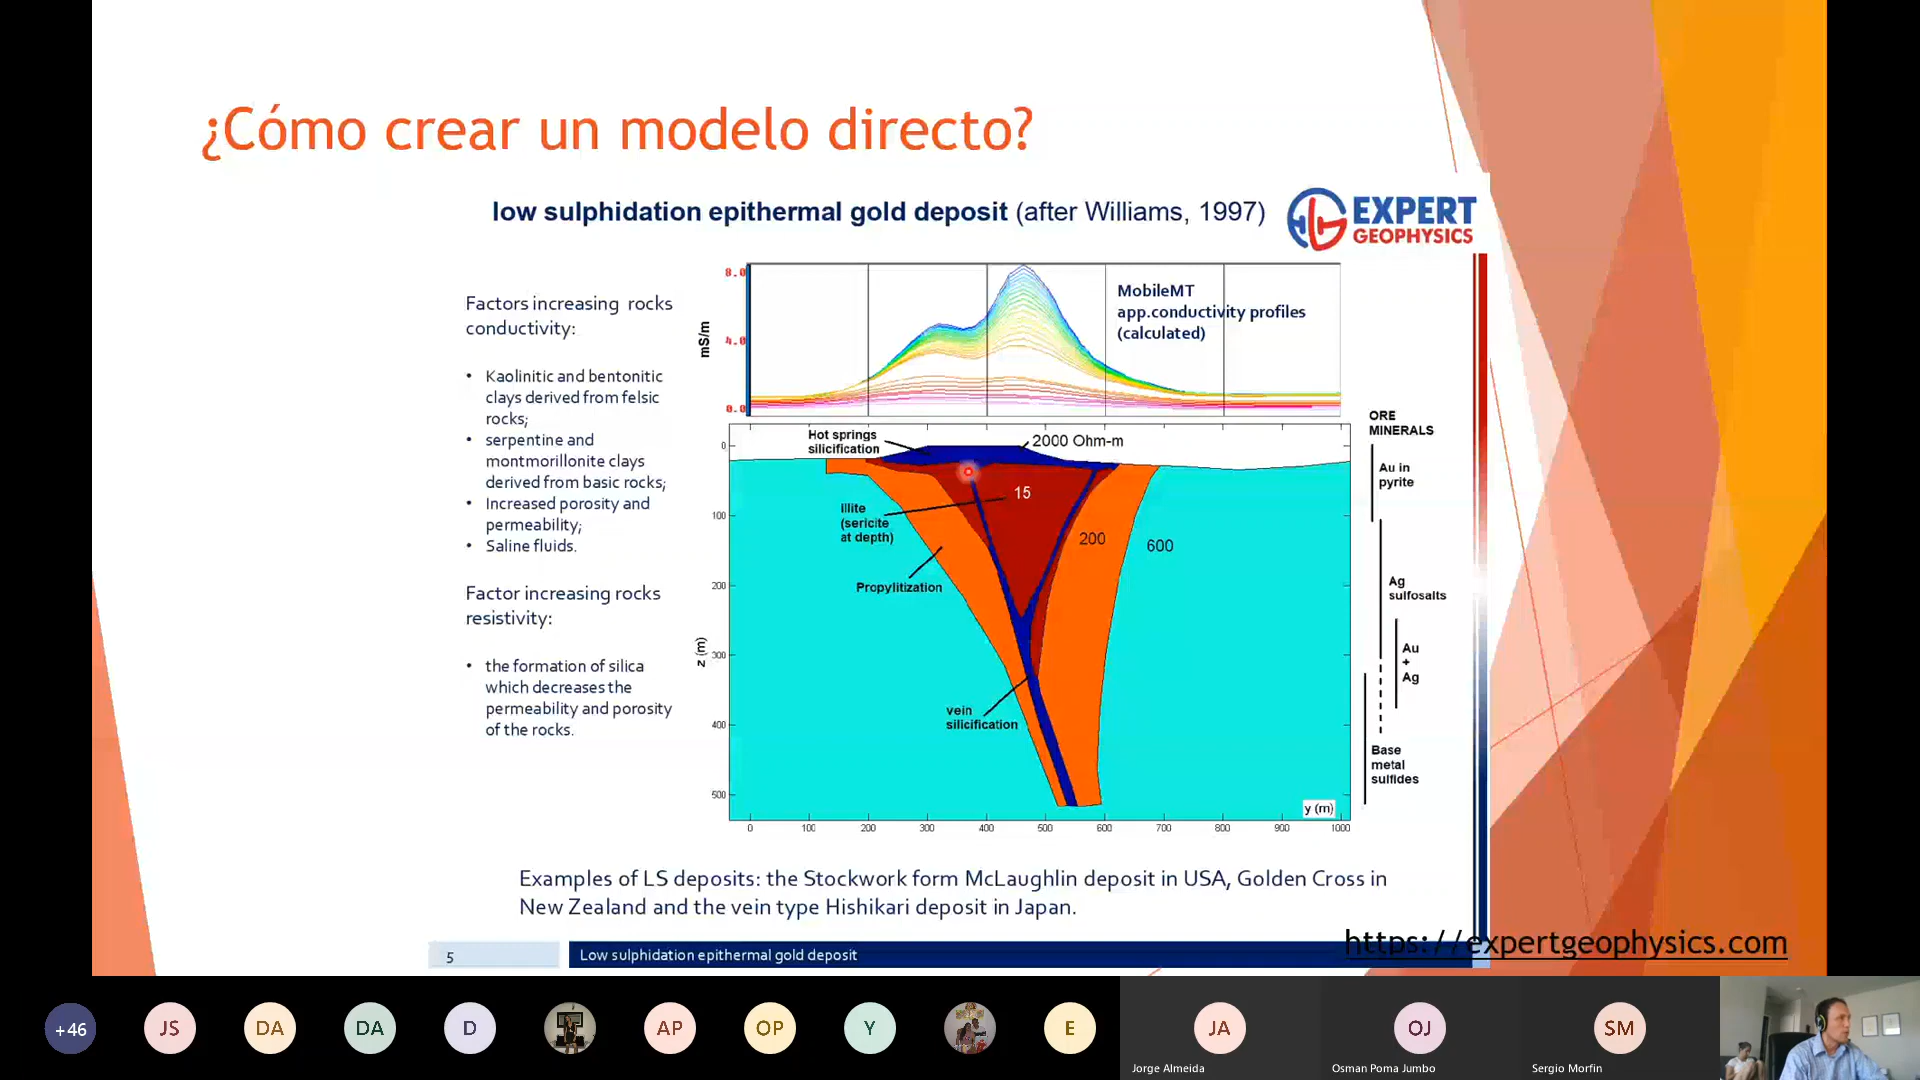 ¿Cómo crear un modelo directo?
low sulphidation epithermal gold deposit (after Williams, 1997)
EXPERT
GEOPHYSICS
Factors increasing rocks
conductivity:
• Kaolinitic and bentonitic
clays derived from felsic
rocks;
• serpentine and
montmorillonite clays
derived from basic rocks;
• Increased porosity and
permeability;
• Saline fluids.
Factor increasing rocks
resistivity:
• the formation of silica
which decreases the
permeability and porosity
of the rocks.
8.0
4.0
0.0
mS/m
MobileMT
app.conductivity profiles
(calculated)
Hot springs
silicification
2000 Ohm-m
15
Illite
(sericite
at depth)
200
600
Propylitization
vein
silicification
z (m)
0
100
200
300
400
500
y (m)
0 100 200 300 400 500 600 700 800 900 1000
ORE
MINERALS
Au in
pyrite
Ag
sulfosalts
Au
+
Ag
Base
metal
sulfides
Examples of LS deposits: the Stockwork form McLaughlin deposit in USA, Golden Cross in
New Zealand and the vein type Hishikari deposit in Japan.
5
Low sulphidation epithermal gold deposit
https://expertgeophysics.com
+46
JS
DA
DA
D
AP
OP
Y
E
JA
OJ
SM
Jorge Almeida
Osman Poma Jumbo
Sergio Morfin